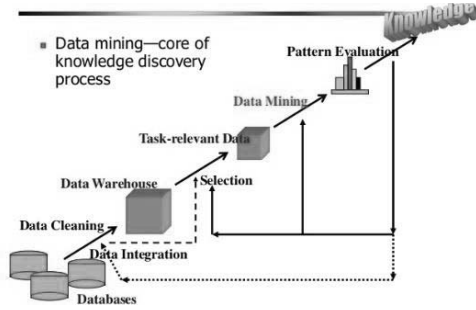 Knowledge
Data mining—core of
knowledge discovery
process
Pattern Evaluation
Data Mining
Task-relevant Data
Data Warehouse
Selection
Data Cleaning
Data Integration
Databases